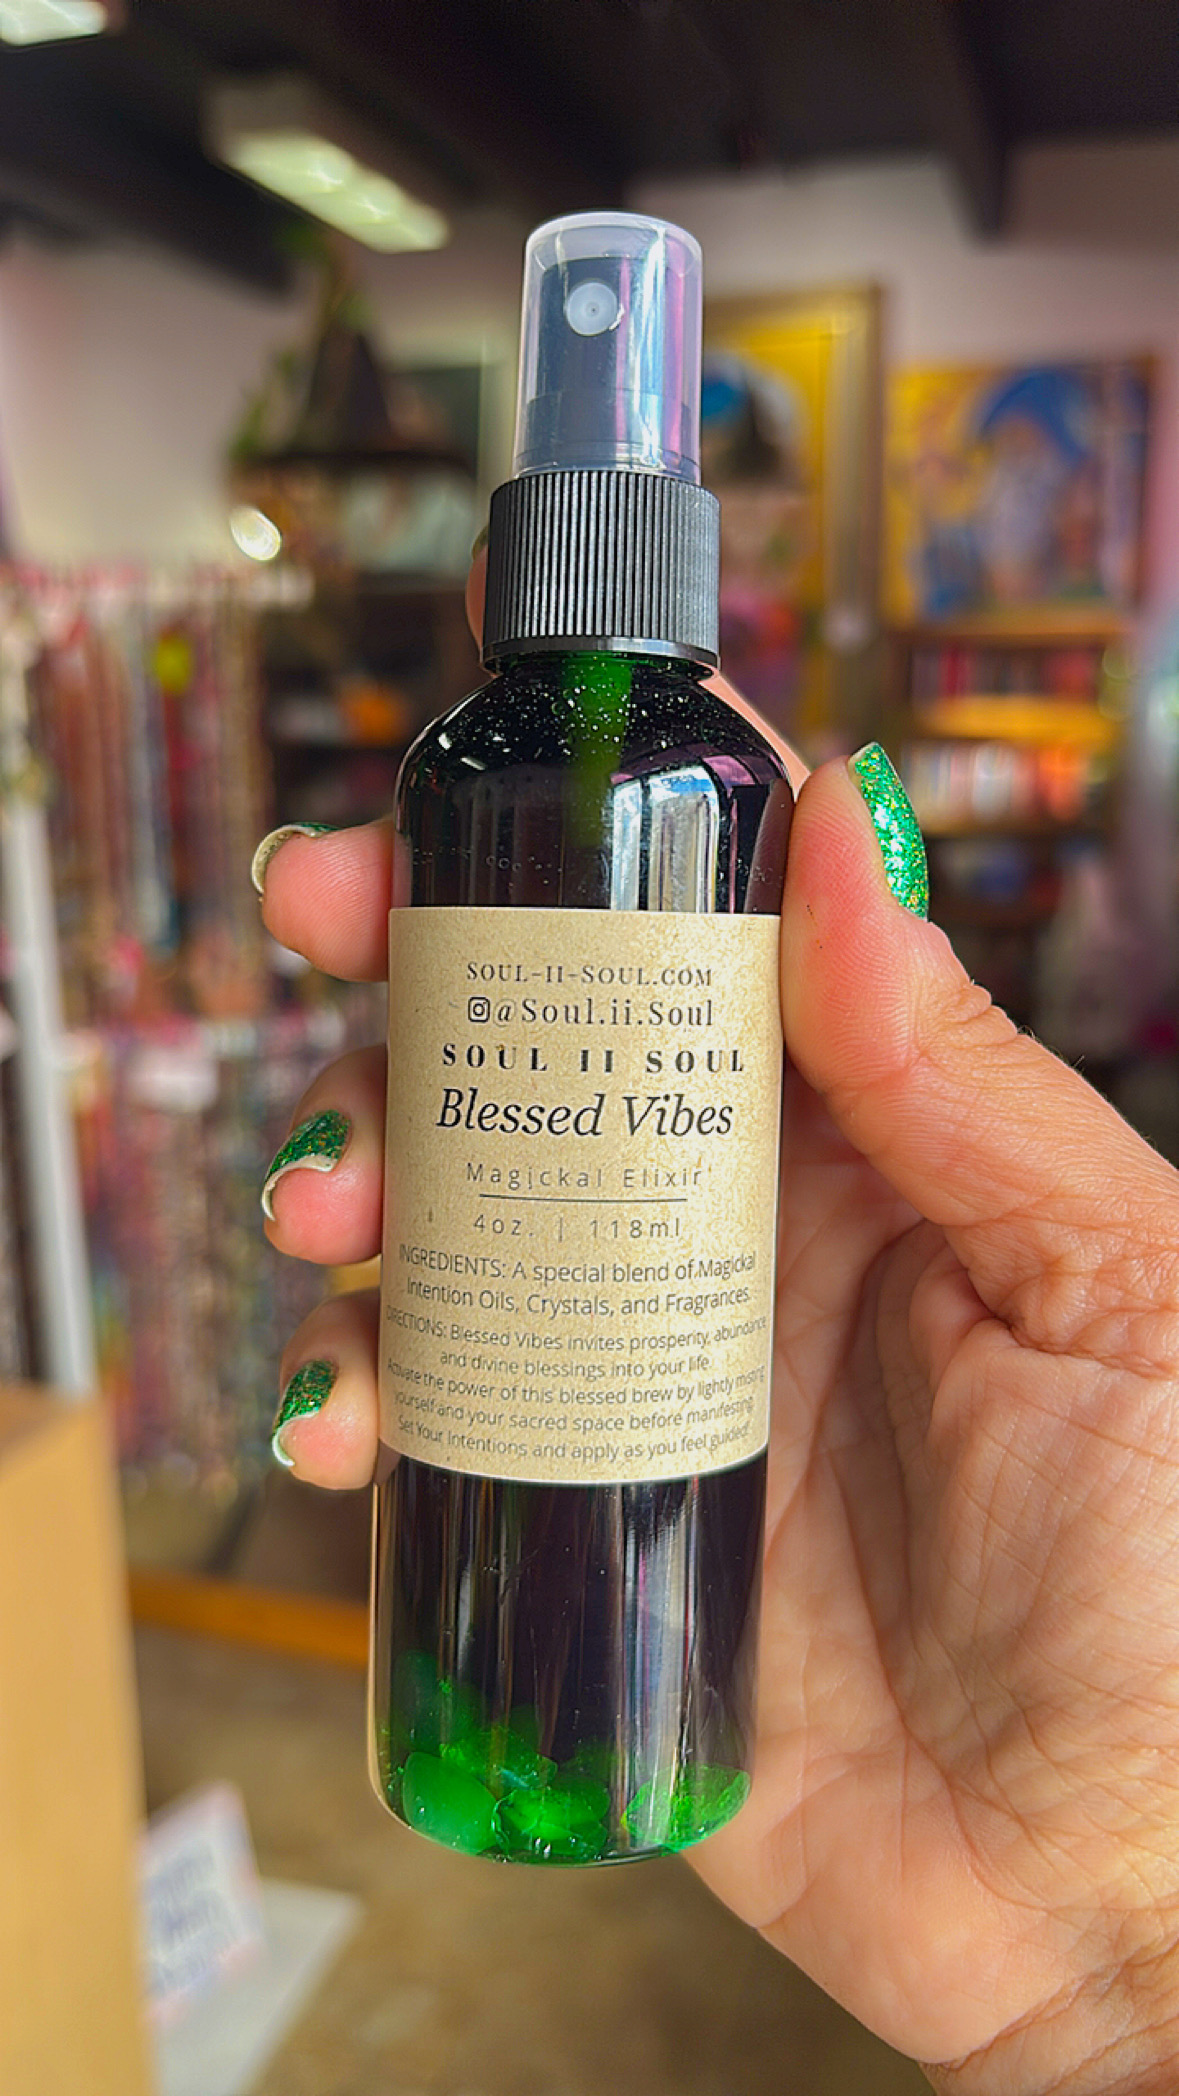 SOUL-II-SOUL.COM
@Soul.ii.Soul
SOUL II SOUL
Blessed Vibes
Magickal Elixir
4oz. | 118ml
INGREDIENTS: A special blend of Magickal
Intention Oils, Crystals, and Fragrances.
DIRECTIONS: Blessed Vibes invites prosperity, abundance
and divine blessings into your life.
Activate the power of this blessed brew by lightly misting
yourself and your sacred space before manifesting.
Set Your Intentions and apply as you feel guided!